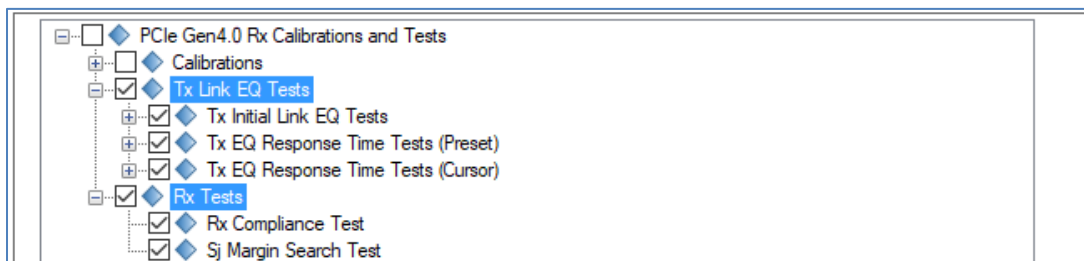 PCIe Gen4.0 Rx Calibrations and Tests
Calibrations
Tx Link EQ Tests
Tx Initial Link EQ Tests
Tx EQ Response Time Tests (Preset)
Tx EQ Response Time Tests (Cursor)
Rx Tests
Rx Compliance Test
Sj Margin Search Test